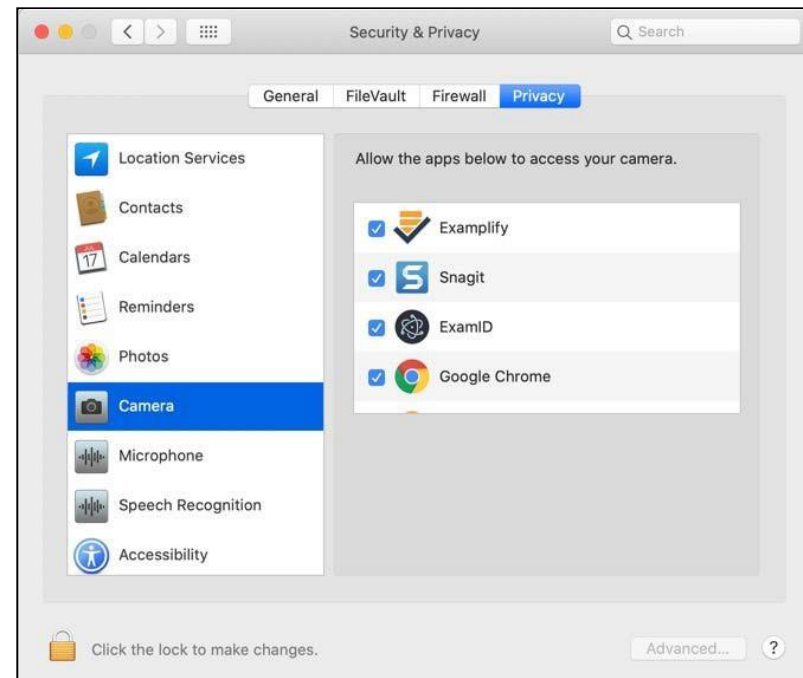 Security & Privacy
Search
General FileVault Firewall Privacy
Location Services
Contacts
JUL
17
Calendars
Reminders
Photos
Camera
Microphone
Speech Recognition
Accessibility
Allow the apps below to access your camera.
Examplify
Snagit
ExamID
Google Chrome
Click the lock to make changes.
Advanced...
?